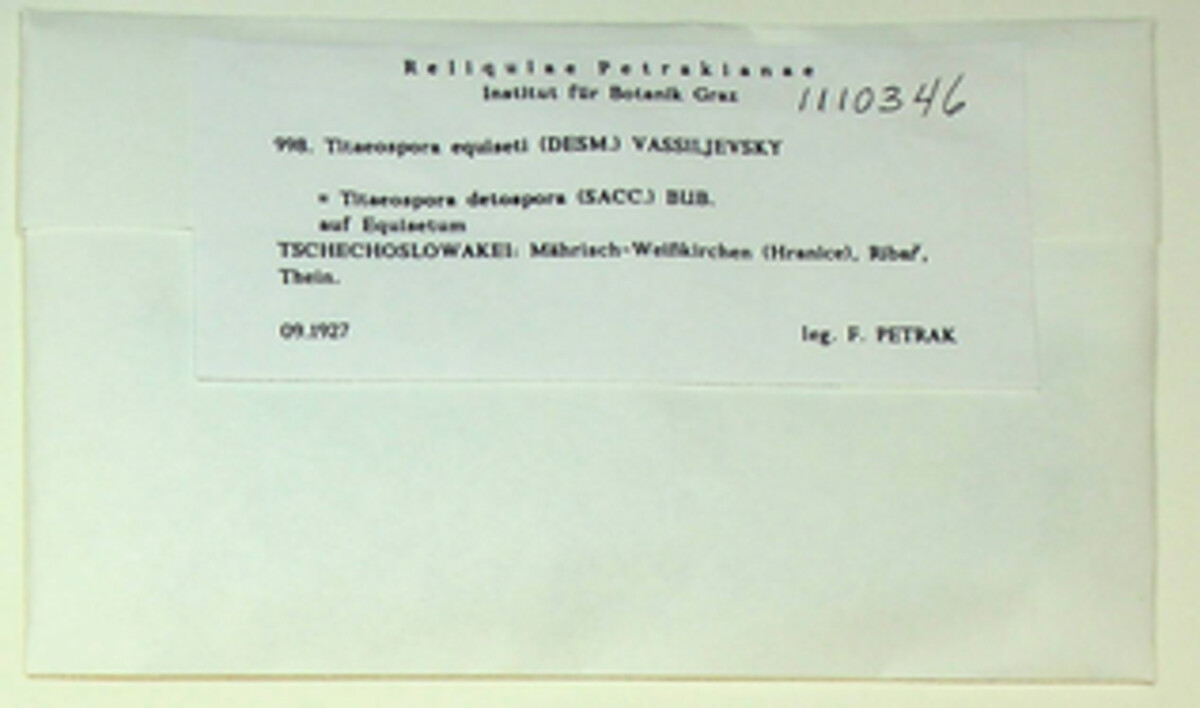 Reliquiae Petrakianae
Institut für Botanik Graz 1110346
998. Titaeospora equiseti (DESM.) VASSILJEVSKY
= Titaeospora detospora (SACC.) BUB.
auf Equisetum
TSCHECHOSLOWAKEI: Mährisch-Weißkirchen (Hranice), Ribař,
Thein.
09.1927 leg. F. PETRAK